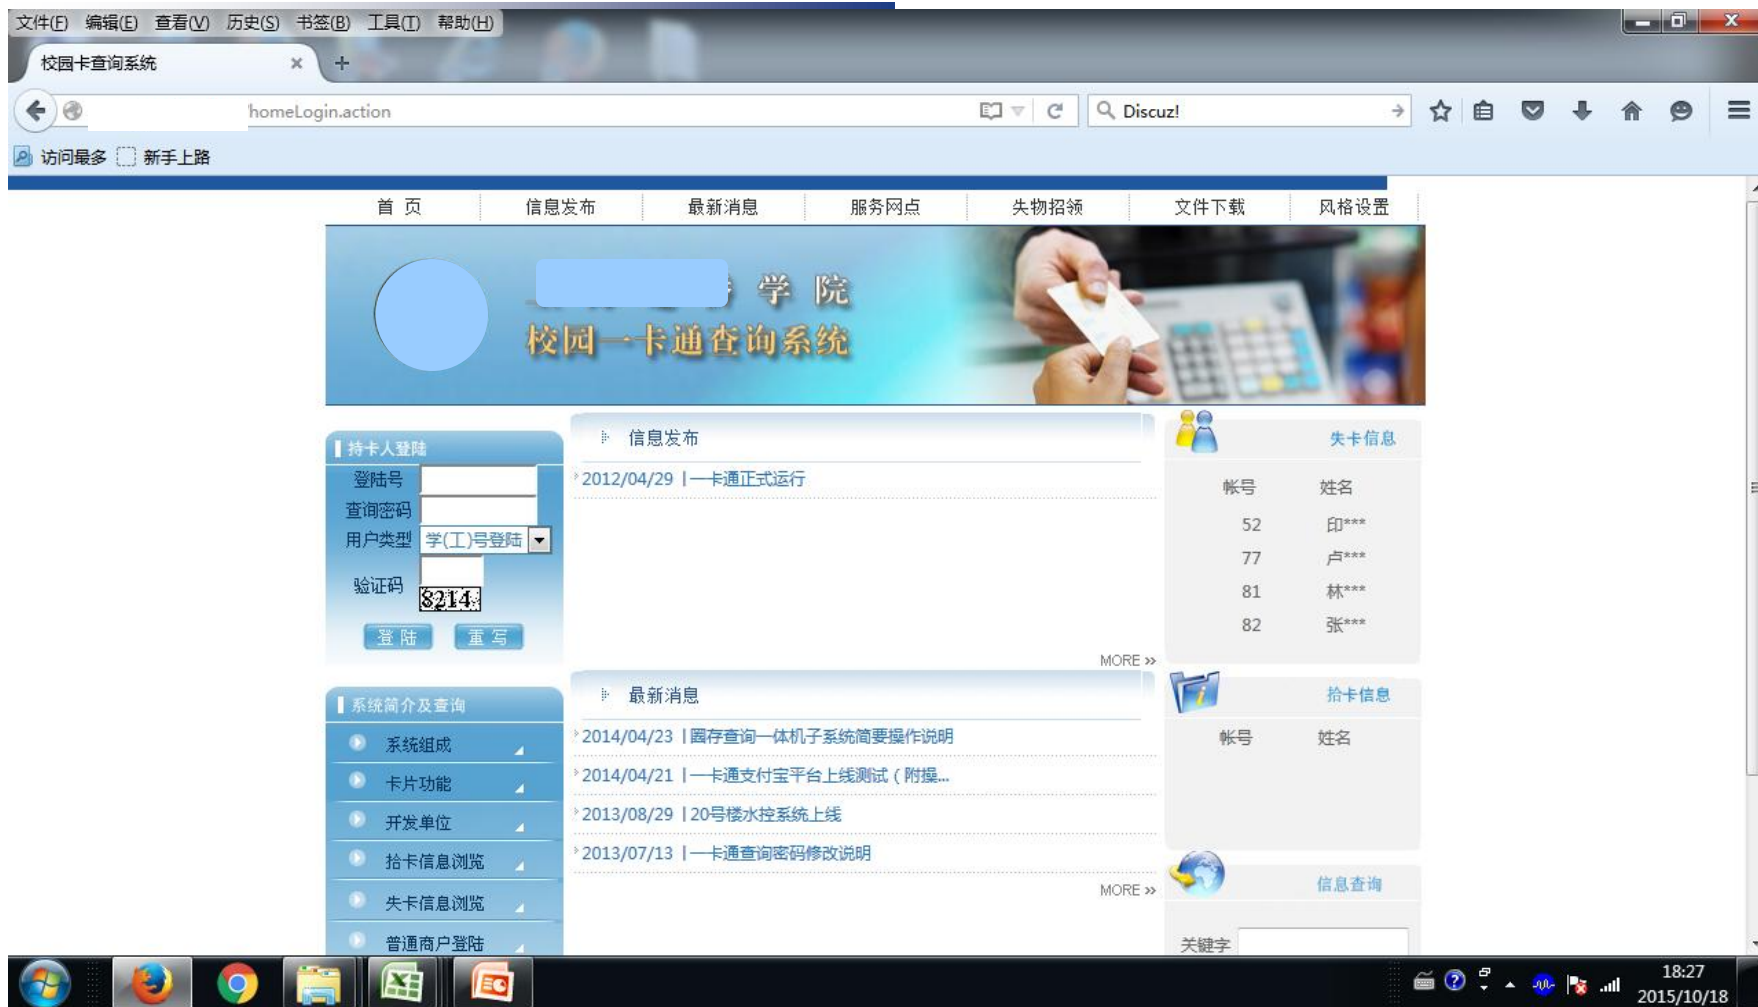 文件(F) 编辑(E) 查看(V) 历史(S) 书签(B) 工具(T) 帮助(H)
校园卡查询系统
homeLogin.action
Discuz!
访问最多 新手上路
首 页 信息发布 最新消息 服务网点 失物招领 文件下载 风格设置
学 院
校园一卡通查询系统
持卡人登陆
登陆号
查询密码
用户类型 学(工)号登陆
验证码
8214
登 陆 重 写
信息发布
2012/04/29 |一卡通正式运行
MORE »
失卡信息
帐号 姓名
52 印***
77 卢***
81 林***
82 张***
系统简介及查询
系统组成
卡片功能
开发单位
拾卡信息浏览
失卡信息浏览
普通商户登陆
最新消息
2014/04/23 |圈存查询一体机子系统简要操作说明
2014/04/21 |一卡通支付宝平台上线测试（附操...
2013/08/29 |20号楼水控系统上线
2013/07/13 |一卡通查询密码修改说明
MORE »
拾卡信息
帐号 姓名
信息查询
关键字
18:27
2015/10/18